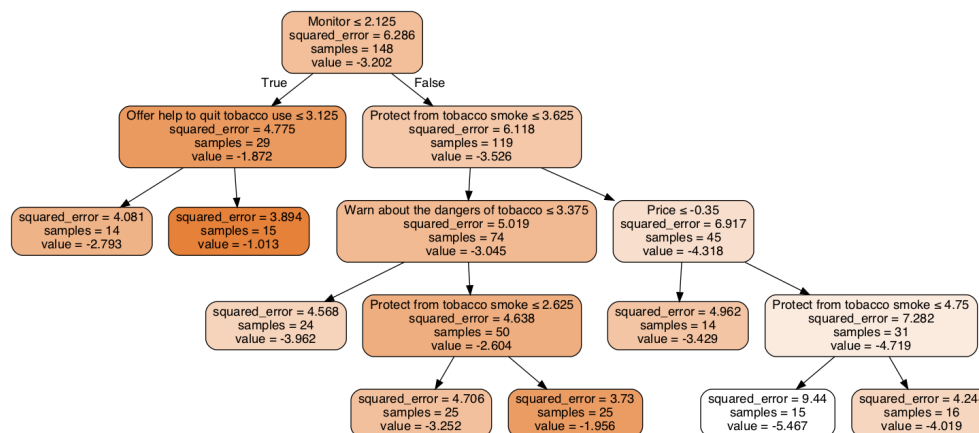 Monitor ≤ 2.125
squared_error = 6.286
samples = 148
value = -3.202
True
False
Offer help to quit tobacco use ≤ 3.125
squared_error = 4.775
samples = 29
value = -1.872
Protect from tobacco smoke ≤ 3.625
squared_error = 6.118
samples = 119
value = -3.526
squared_error = 4.081
samples = 14
value = -2.793
squared_error = 3.894
samples = 15
value = -1.013
Warn about the dangers of tobacco ≤ 3.375
squared_error = 5.019
samples = 74
value = -3.045
Price ≤ -0.35
squared_error = 6.917
samples = 45
value = -4.318
squared_error = 4.568
samples = 24
value = -3.962
Protect from tobacco smoke ≤ 2.625
squared_error = 4.638
samples = 50
value = -2.604
squared_error = 4.962
samples = 14
value = -3.429
Protect from tobacco smoke ≤ 4.75
squared_error = 7.282
samples = 31
value = -4.719
squared_error = 4.706
samples = 25
value = -3.252
squared_error = 3.73
samples = 25
value = -1.956
squared_error = 9.44
samples = 15
value = -5.467
squared_error = 4.24
samples = 16
value = -4.019